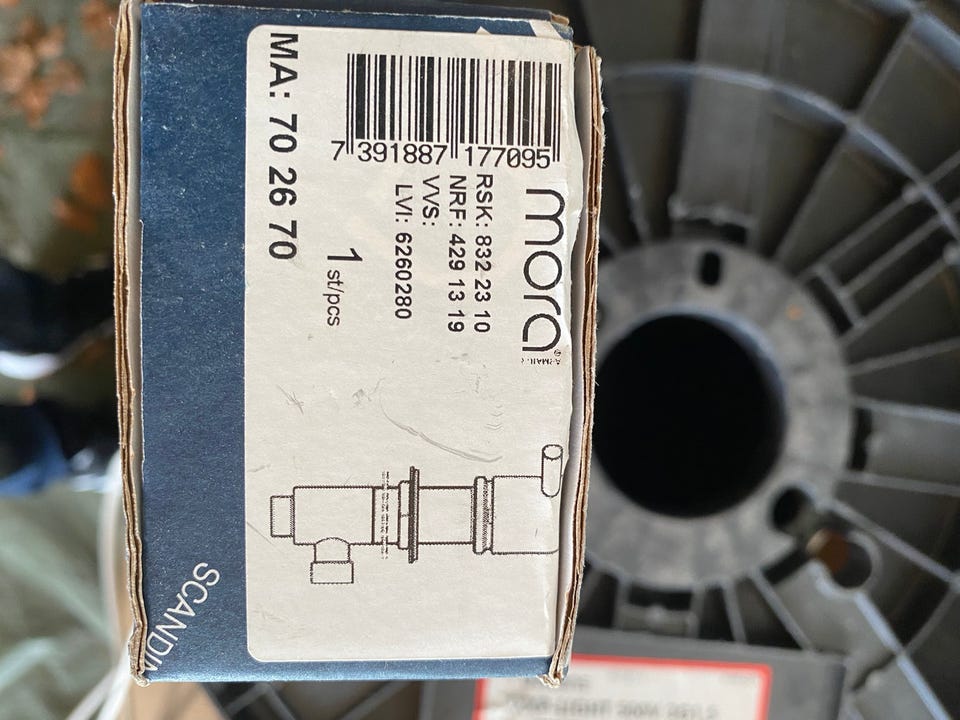 mora
7 391887 177095
RSK: 832 23 10
NRF: 429 13 19
VVS:
LVI: 6260280
1 st/pcs
MA: 70 26 70
SCANDI